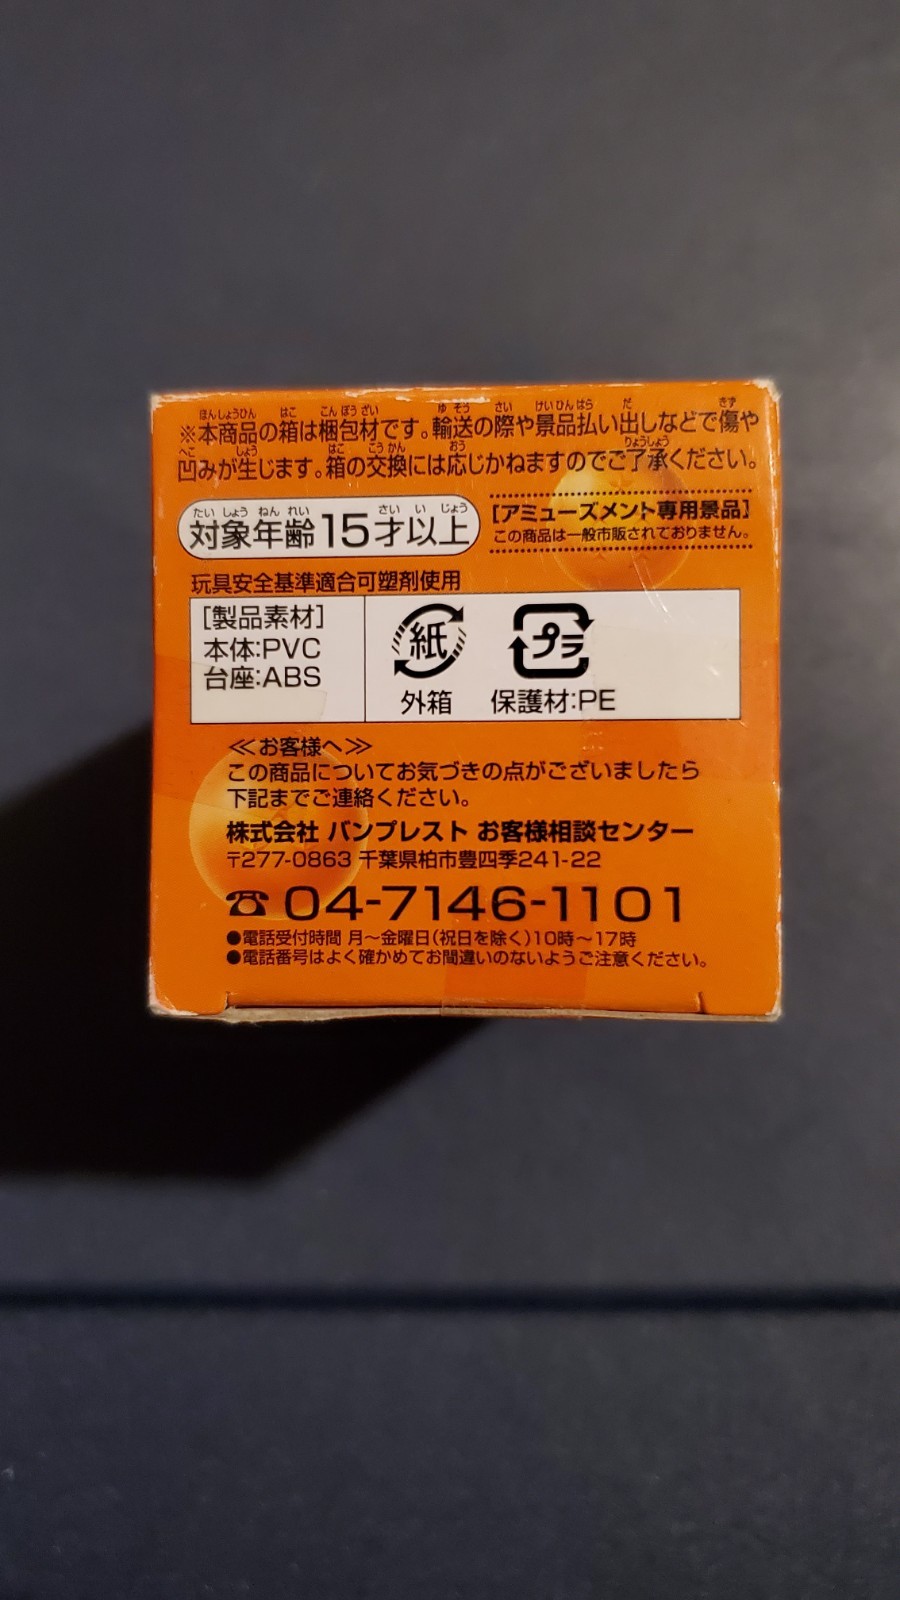 ※本商品の箱は梱包材です。輸送の際や景品払い出しなどで傷や
凹みが生じます。箱の交換には応じかねますのでご了承ください。
対象年齢15才以上
[アミューズメント専用景品]
この商品は一般市販されておりません。
玩具安全基準適合可塑剤使用
[製品素材]
本体:PVC
台座:ABS
紙
外箱
プラ
保護材:PE
≪お客様へ≫
この商品についてお気づきの点がございましたら
下記までご連絡ください。
株式会社 バンプレスト お客様相談センター
〒277-0863 千葉県柏市豊四季241-22
☎ 04-7146-1101
●電話受付時間 月〜金曜日(祝日を除く)10時〜17時
●電話番号はよく確かめてお間違いのないようご注意ください。